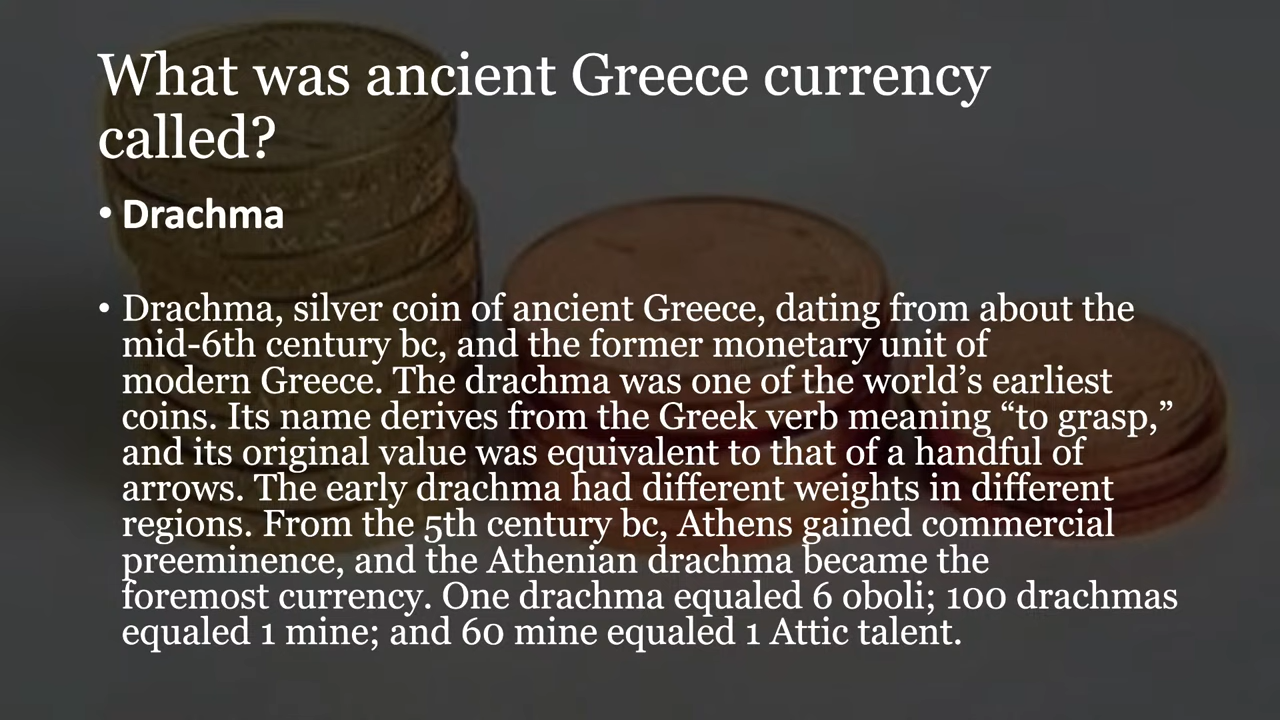 What was ancient Greece currency
called?
• Drachma
• Drachma, silver coin of ancient Greece, dating from about the
mid-6th century bc, and the former monetary unit of
modern Greece. The drachma was one of the world’s earliest
coins. Its name derives from the Greek verb meaning “to grasp,”
and its original value was equivalent to that of a handful of
arrows. The early drachma had different weights in different
regions. From the 5th century bc, Athens gained commercial
preeminence, and the Athenian drachma became the
foremost currency. One drachma equaled 6 oboli; 100 drachmas
equaled 1 mine; and 60 mine equaled 1 Attic talent.